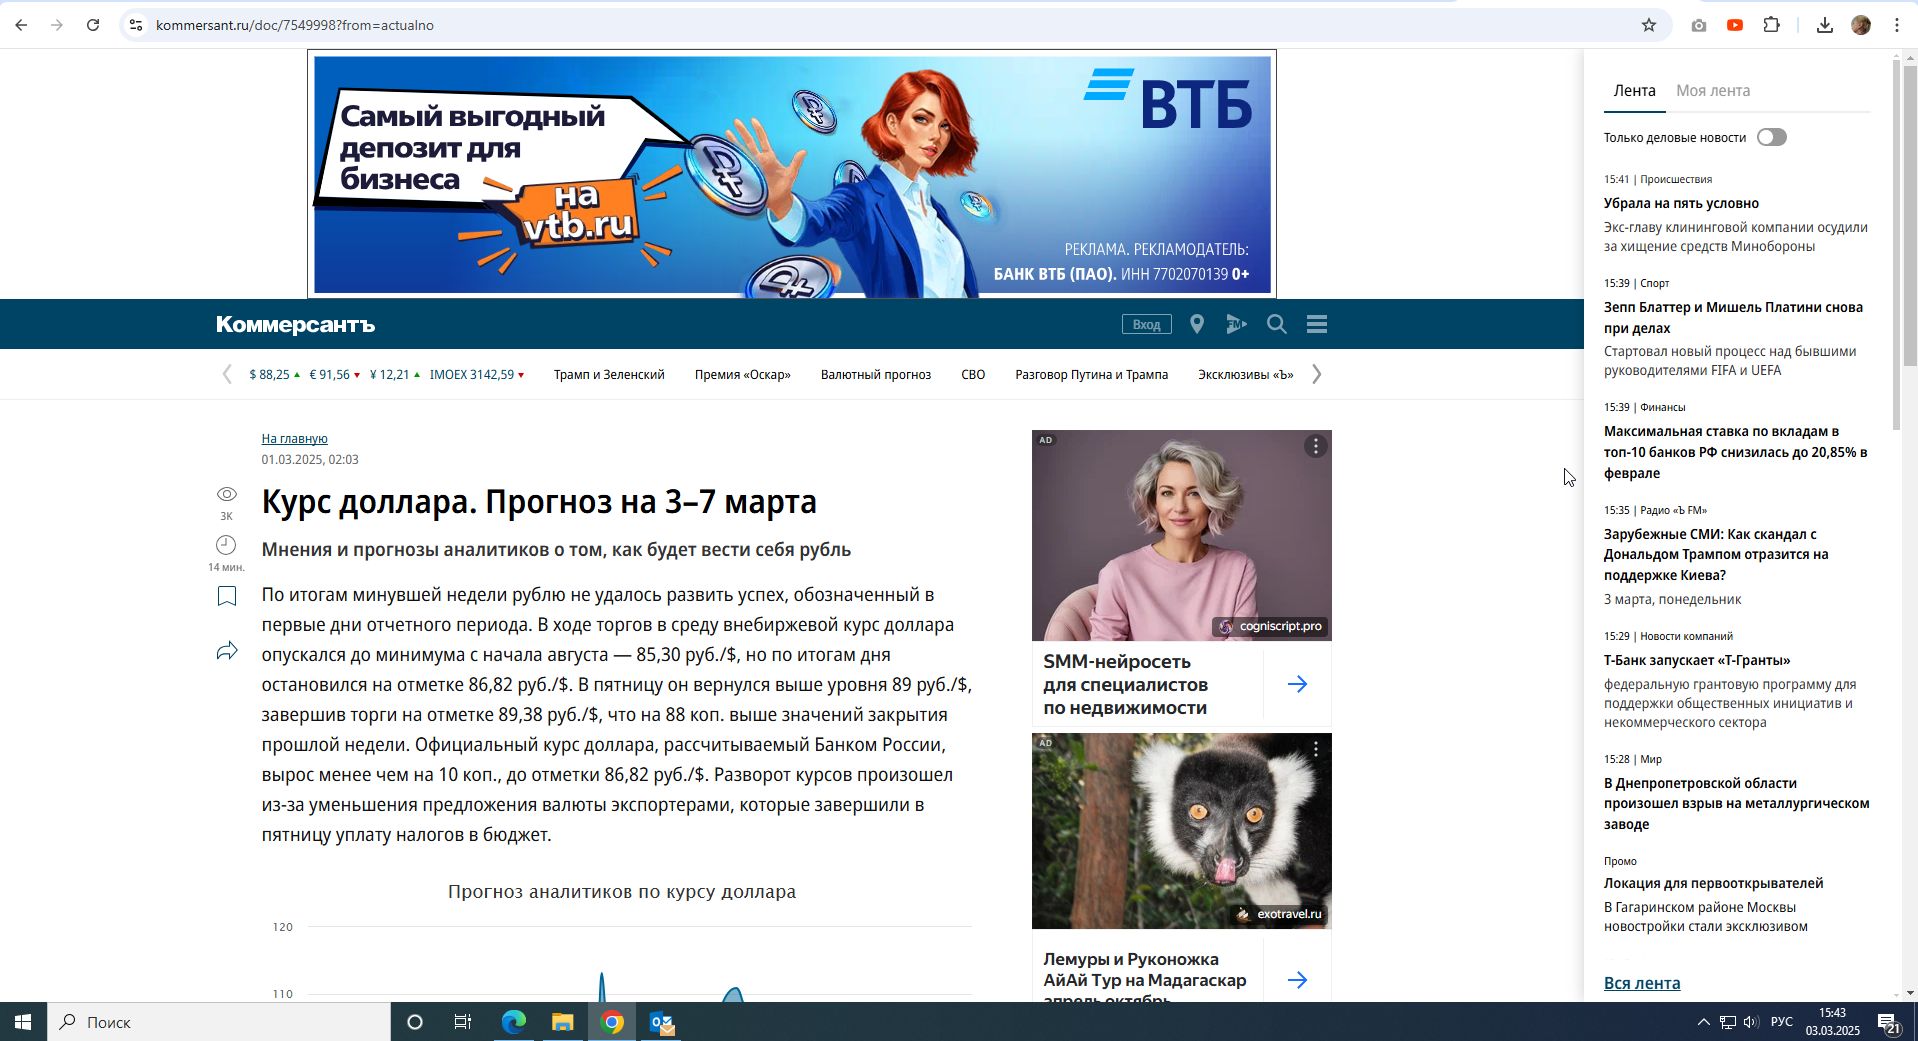 kommersant.ru/doc/7549998?from=actualno
Самый выгодный
депозит для
бизнеса
на
vtb.ru
ВТБ
РЕКЛАМА. РЕКЛАМОДАТЕЛЬ:
БАНК ВТБ (ПАО). ИНН 7702070139 0+
Коммерсантъ
Вход
FM
$ 88,25 € 91,56 ¥ 12,21 IMOEX 3142,59 Трамп и Зеленский Премия «Оскар» Валютный прогноз СВО Разговор Путина и Трампа Эксклюзивы «Ъ»
На главную
01.03.2025, 02:03
3K
14 мин.
Курс доллара. Прогноз на 3–7 марта
Мнения и прогнозы аналитиков о том, как будет вести себя рубль
По итогам минувшей недели рублю не удалось развить успех, обозначенный в
первые дни отчетного периода. В ходе торгов в среду внебиржевой курс доллара
опускался до минимума с начала августа — 85,30 руб./$, но по итогам дня
остановился на отметке 86,82 руб./$. В пятницу он вернулся выше уровня 89 руб./$,
завершив торги на отметке 89,38 руб./$, что на 88 коп. выше значений закрытия
прошлой недели. Официальный курс доллара, рассчитываемый Банком России,
вырос менее чем на 10 коп., до отметки 86,82 руб./$. Разворот курсов произошел
из-за уменьшения предложения валюты экспортерами, которые завершили в
пятницу уплату налогов в бюджет.
Прогноз аналитиков по курсу доллара
120
110
AD
cogniscript.pro
SMM-нейросеть
для специалистов
по недвижимости
AD
exotravel.ru
Лемуры и Руконожка
АйАй Тур на Мадагаскар
апрель октябрь
Лента Моя лента
Только деловые новости
15:41 | Происшествия
Убрала на пять условно
Экс-главу клининговой компании осудили
за хищение средств Минобороны
15:39 | Спорт
Зепп Блаттер и Мишель Платини снова
при делах
Стартовал новый процесс над бывшими
руководителями FIFA и UEFA
15:39 | Финансы
Максимальная ставка по вкладам в
топ-10 банков РФ снизилась до 20,85% в
феврале
15:35 | Радио «Ъ FM»
Зарубежные СМИ: Как скандал с
Дональдом Трампом отразится на
поддержке Киева?
3 марта, понедельник
15:29 | Новости компаний
Т-Банк запускает «Т-Гранты»
федеральную грантовую программу для
поддержки общественных инициатив и
некоммерческого сектора
15:28 | Мир
В Днепропетровской области
произошел взрыв на металлургическом
заводе
Промо
Локация для первооткрывателей
В Гагаринском районе Москвы
новостройки стали эксклюзивом
Вся лента
Поиск
РУС
15:43
03.03.2025
21